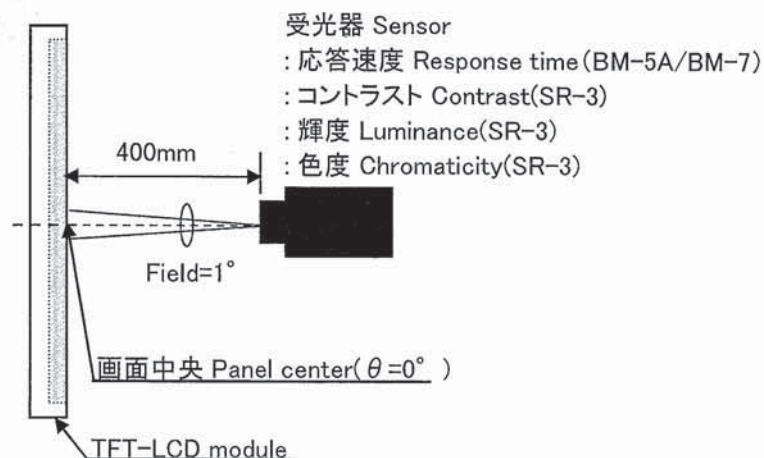 受光器 Sensor
: 応答速度 Response time(BM-5A/BM-7)
: コントラスト Contrast(SR-3)
: 輝度 Luminance(SR-3)
: 色度 Chromaticity(SR-3)
400mm
Field=1°
画面中央 Panel center(θ=0° )
TFT-LCD module